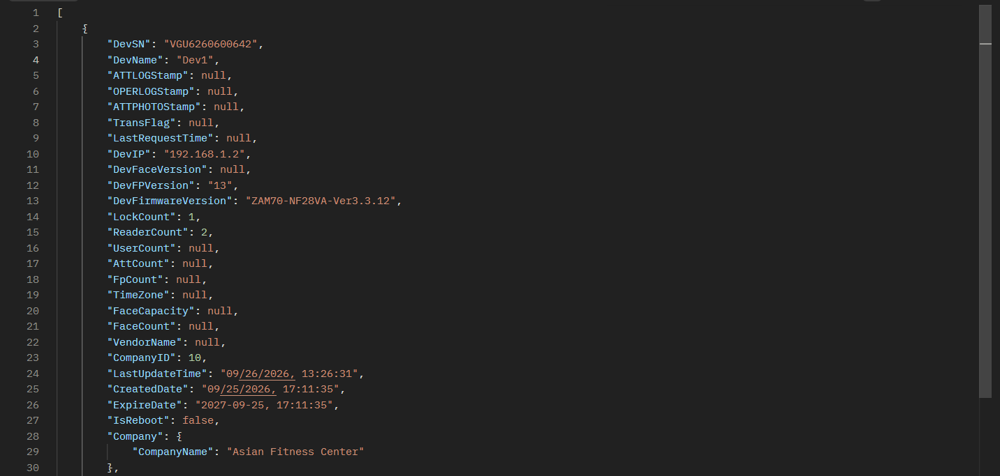 1 [
2 {
3 "DevSN": "VGU6260600642",
4 "DevName": "Dev1",
5 "ATTLOGStamp": null,
6 "OPERLOGStamp": null,
7 "ATTPHOTOStamp": null,
8 "TransFlag": null,
9 "LastRequestTime": null,
10 "DevIP": "192.168.1.2",
11 "DevFaceVersion": null,
12 "DevFPVersion": "13",
13 "DevFirmwareVersion": "ZAM70-NF28VA-Ver3.3.12",
14 "LockCount": 1,
15 "ReaderCount": 2,
16 "UserCount": null,
17 "AttCount": null,
18 "FpCount": null,
19 "TimeZone": null,
20 "FaceCapacity": null,
21 "FaceCount": null,
22 "VendorName": null,
23 "CompanyID": 10,
24 "LastUpdateTime": "09/26/2026, 13:26:31",
25 "CreatedDate": "09/25/2026, 17:11:35",
26 "ExpireDate": "2027-09-25, 17:11:35",
27 "IsReboot": false,
28 "Company": {
29 "CompanyName": "Asian Fitness Center"
30 },